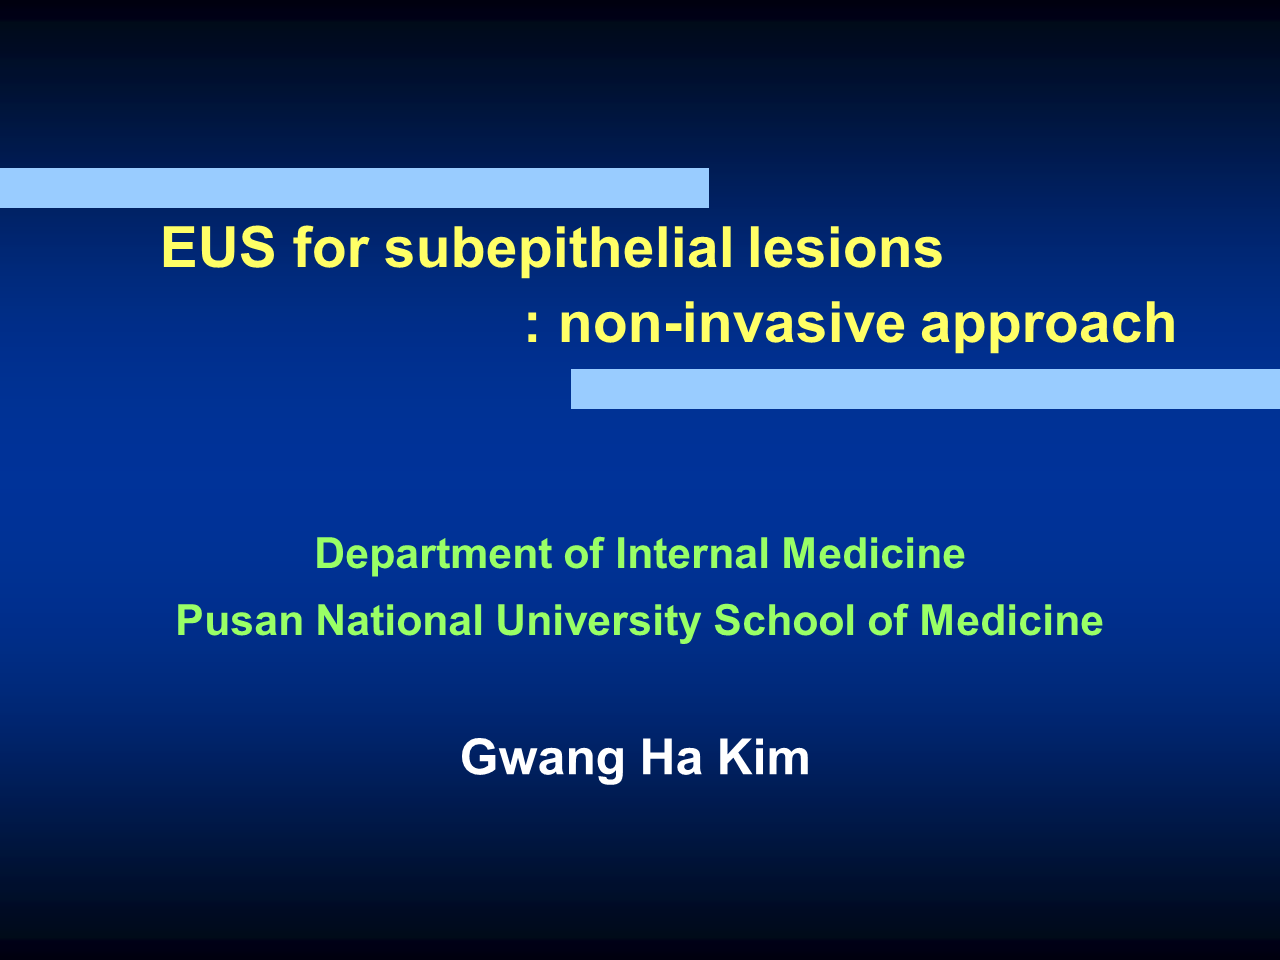 EUS for subepithelial lesions
: non-invasive approach
Department of Internal Medicine
Pusan National University School of Medicine
Gwang Ha Kim